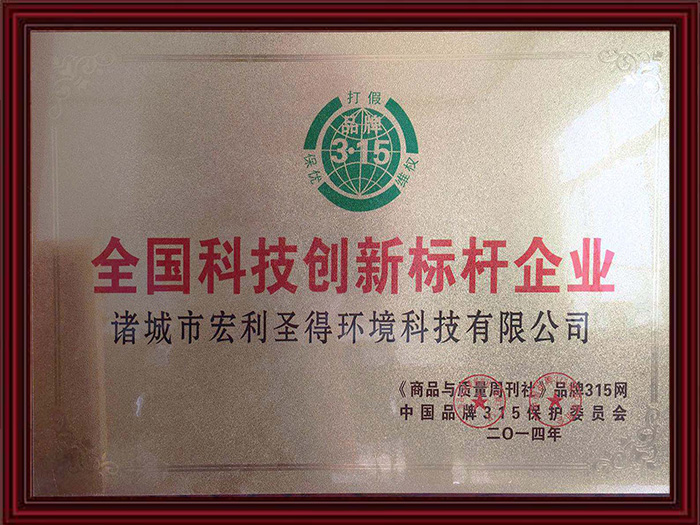 打假
品牌
3·15
保优
维权
全国科技创新标杆企业
诸城市宏利圣得环境科技有限公司
《商品与质量周刊社》品牌315网
中国品牌315保护委员会
二〇一四年